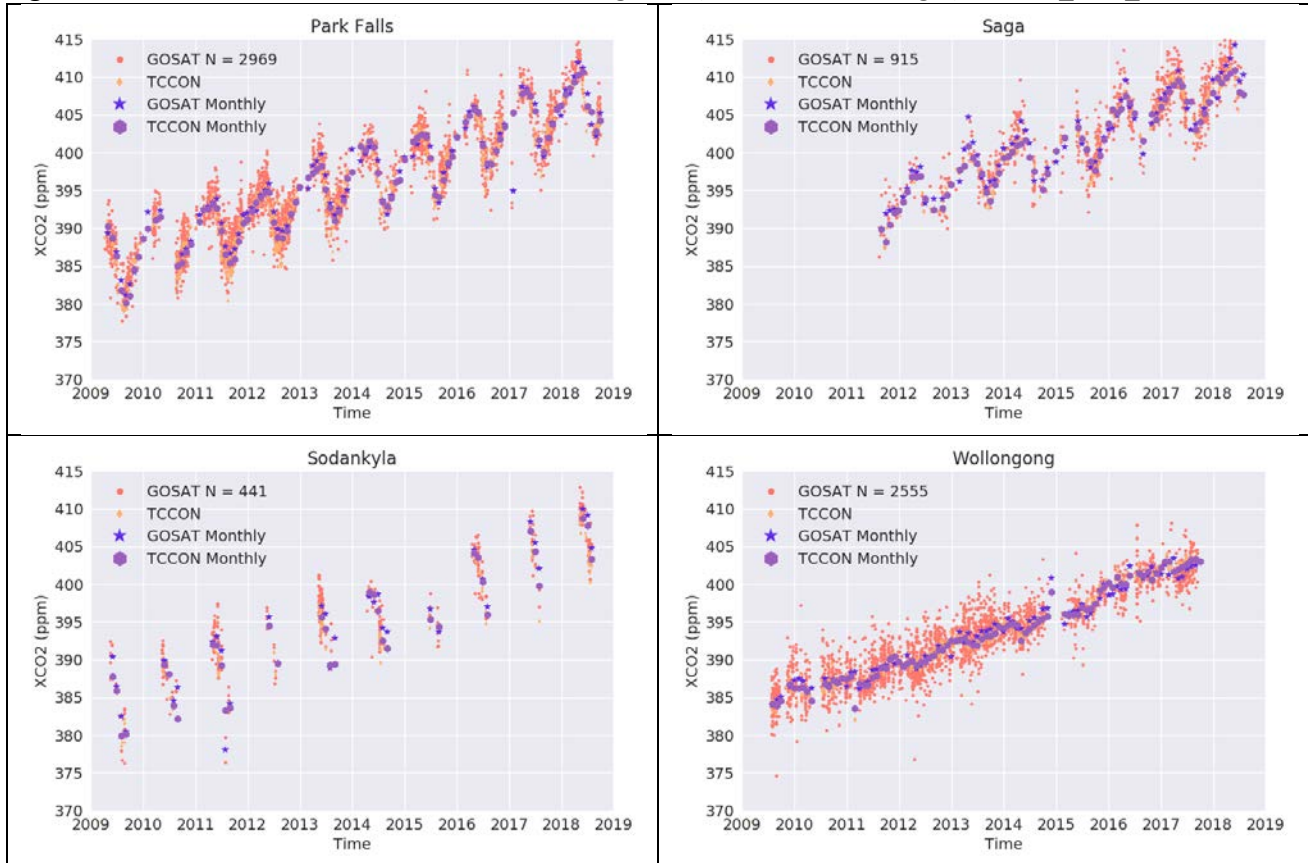 Park Falls
415
410
405
400
395
390
385
380
375
370
XCO2 (ppm)
GOSAT N = 2969
TCCON
GOSAT Monthly
TCCON Monthly
2009 2010 2011 2012 2013 2014 2015 2016 2017 2018 2019
Time
Saga
415
410
405
400
395
390
385
380
375
370
XCO2 (ppm)
GOSAT N = 915
TCCON
GOSAT Monthly
TCCON Monthly
2009 2010 2011 2012 2013 2014 2015 2016 2017 2018 2019
Time
Sodankyla
415
410
405
400
395
390
385
380
375
370
XCO2 (ppm)
GOSAT N = 441
TCCON
GOSAT Monthly
TCCON Monthly
2009 2010 2011 2012 2013 2014 2015 2016 2017 2018 2019
Time
Wollongong
415
410
405
400
395
390
385
380
375
370
XCO2 (ppm)
GOSAT N = 2555
TCCON
GOSAT Monthly
TCCON Monthly
2009 2010 2011 2012 2013 2014 2015 2016 2017 2018 2019
Time